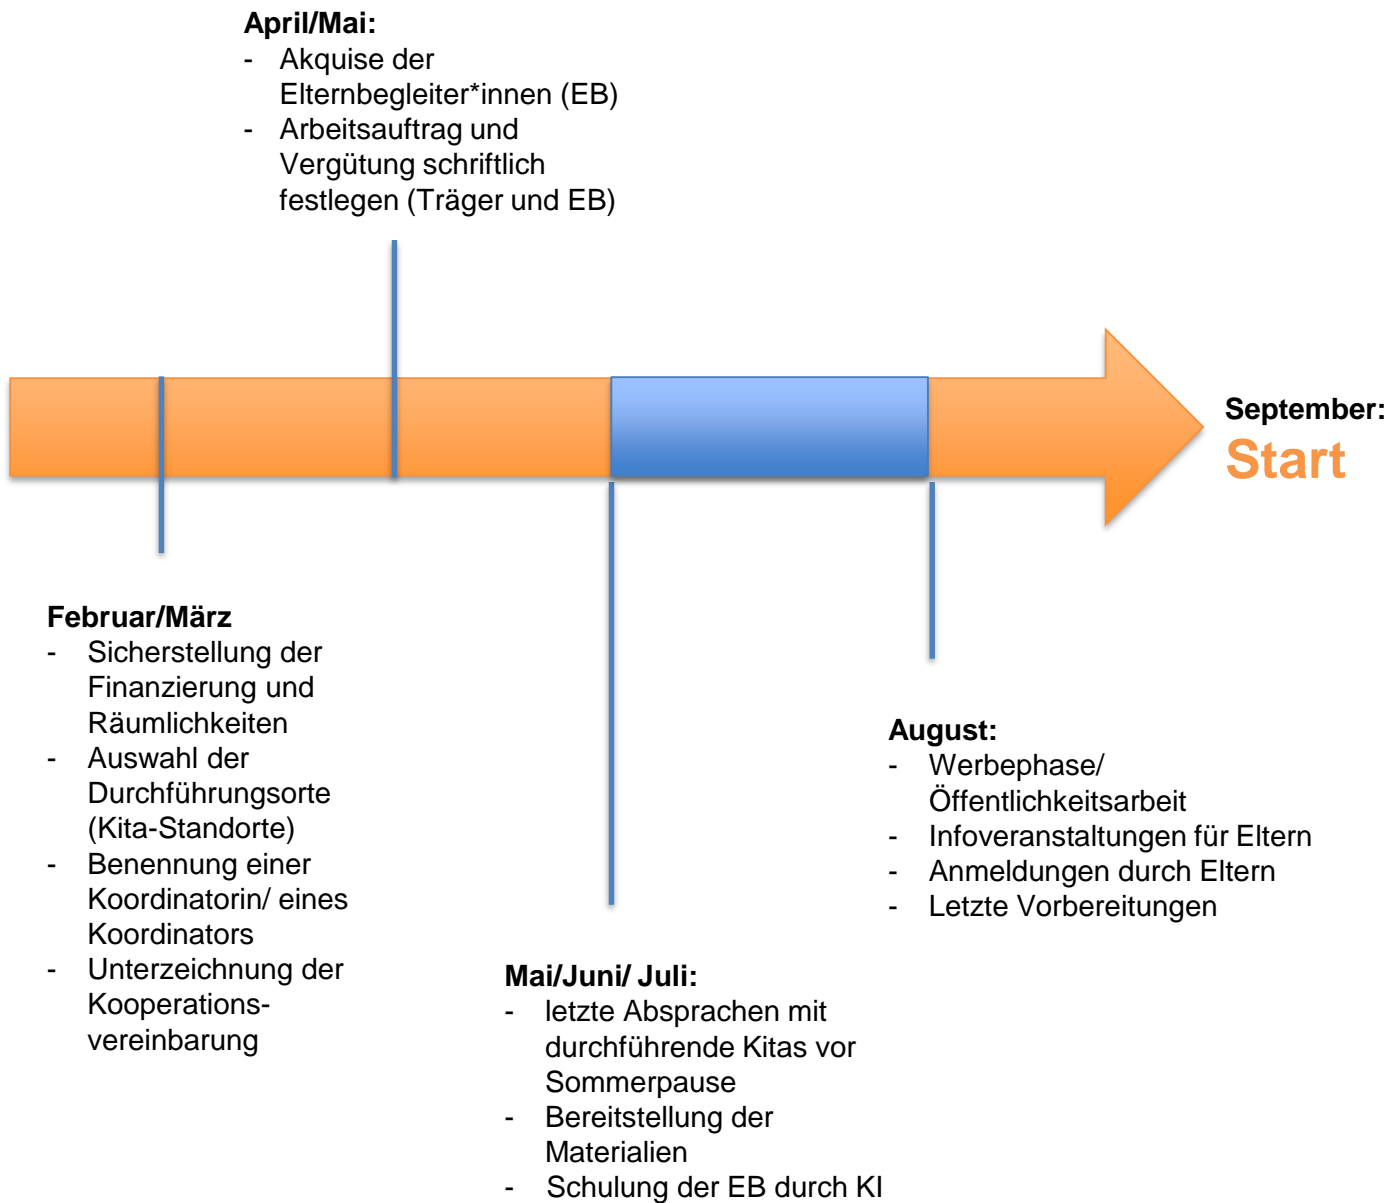 April/Mai:
- Akquise der
Elternbegleiter*innen (EB)
- Arbeitsauftrag und
Vergütung schriftlich
festlegen (Träger und EB)
September:
Start
Februar/März
- Sicherstellung der
Finanzierung und
Räumlichkeiten
- Auswahl der
Durchführungsorte
(Kita-Standorte)
- Benennung einer
Koordinatorin/ eines
Koordinators
- Unterzeichnung der
Kooperations-
vereinbarung
Mai/Juni/ Juli:
- letzte Absprachen mit
durchführende Kitas vor
Sommerpause
- Bereitstellung der
Materialien
- Schulung der EB durch KI
August:
- Werbephase/
Öffentlichkeitsarbeit
- Infoveranstaltungen für Eltern
- Anmeldungen durch Eltern
- Letzte Vorbereitungen